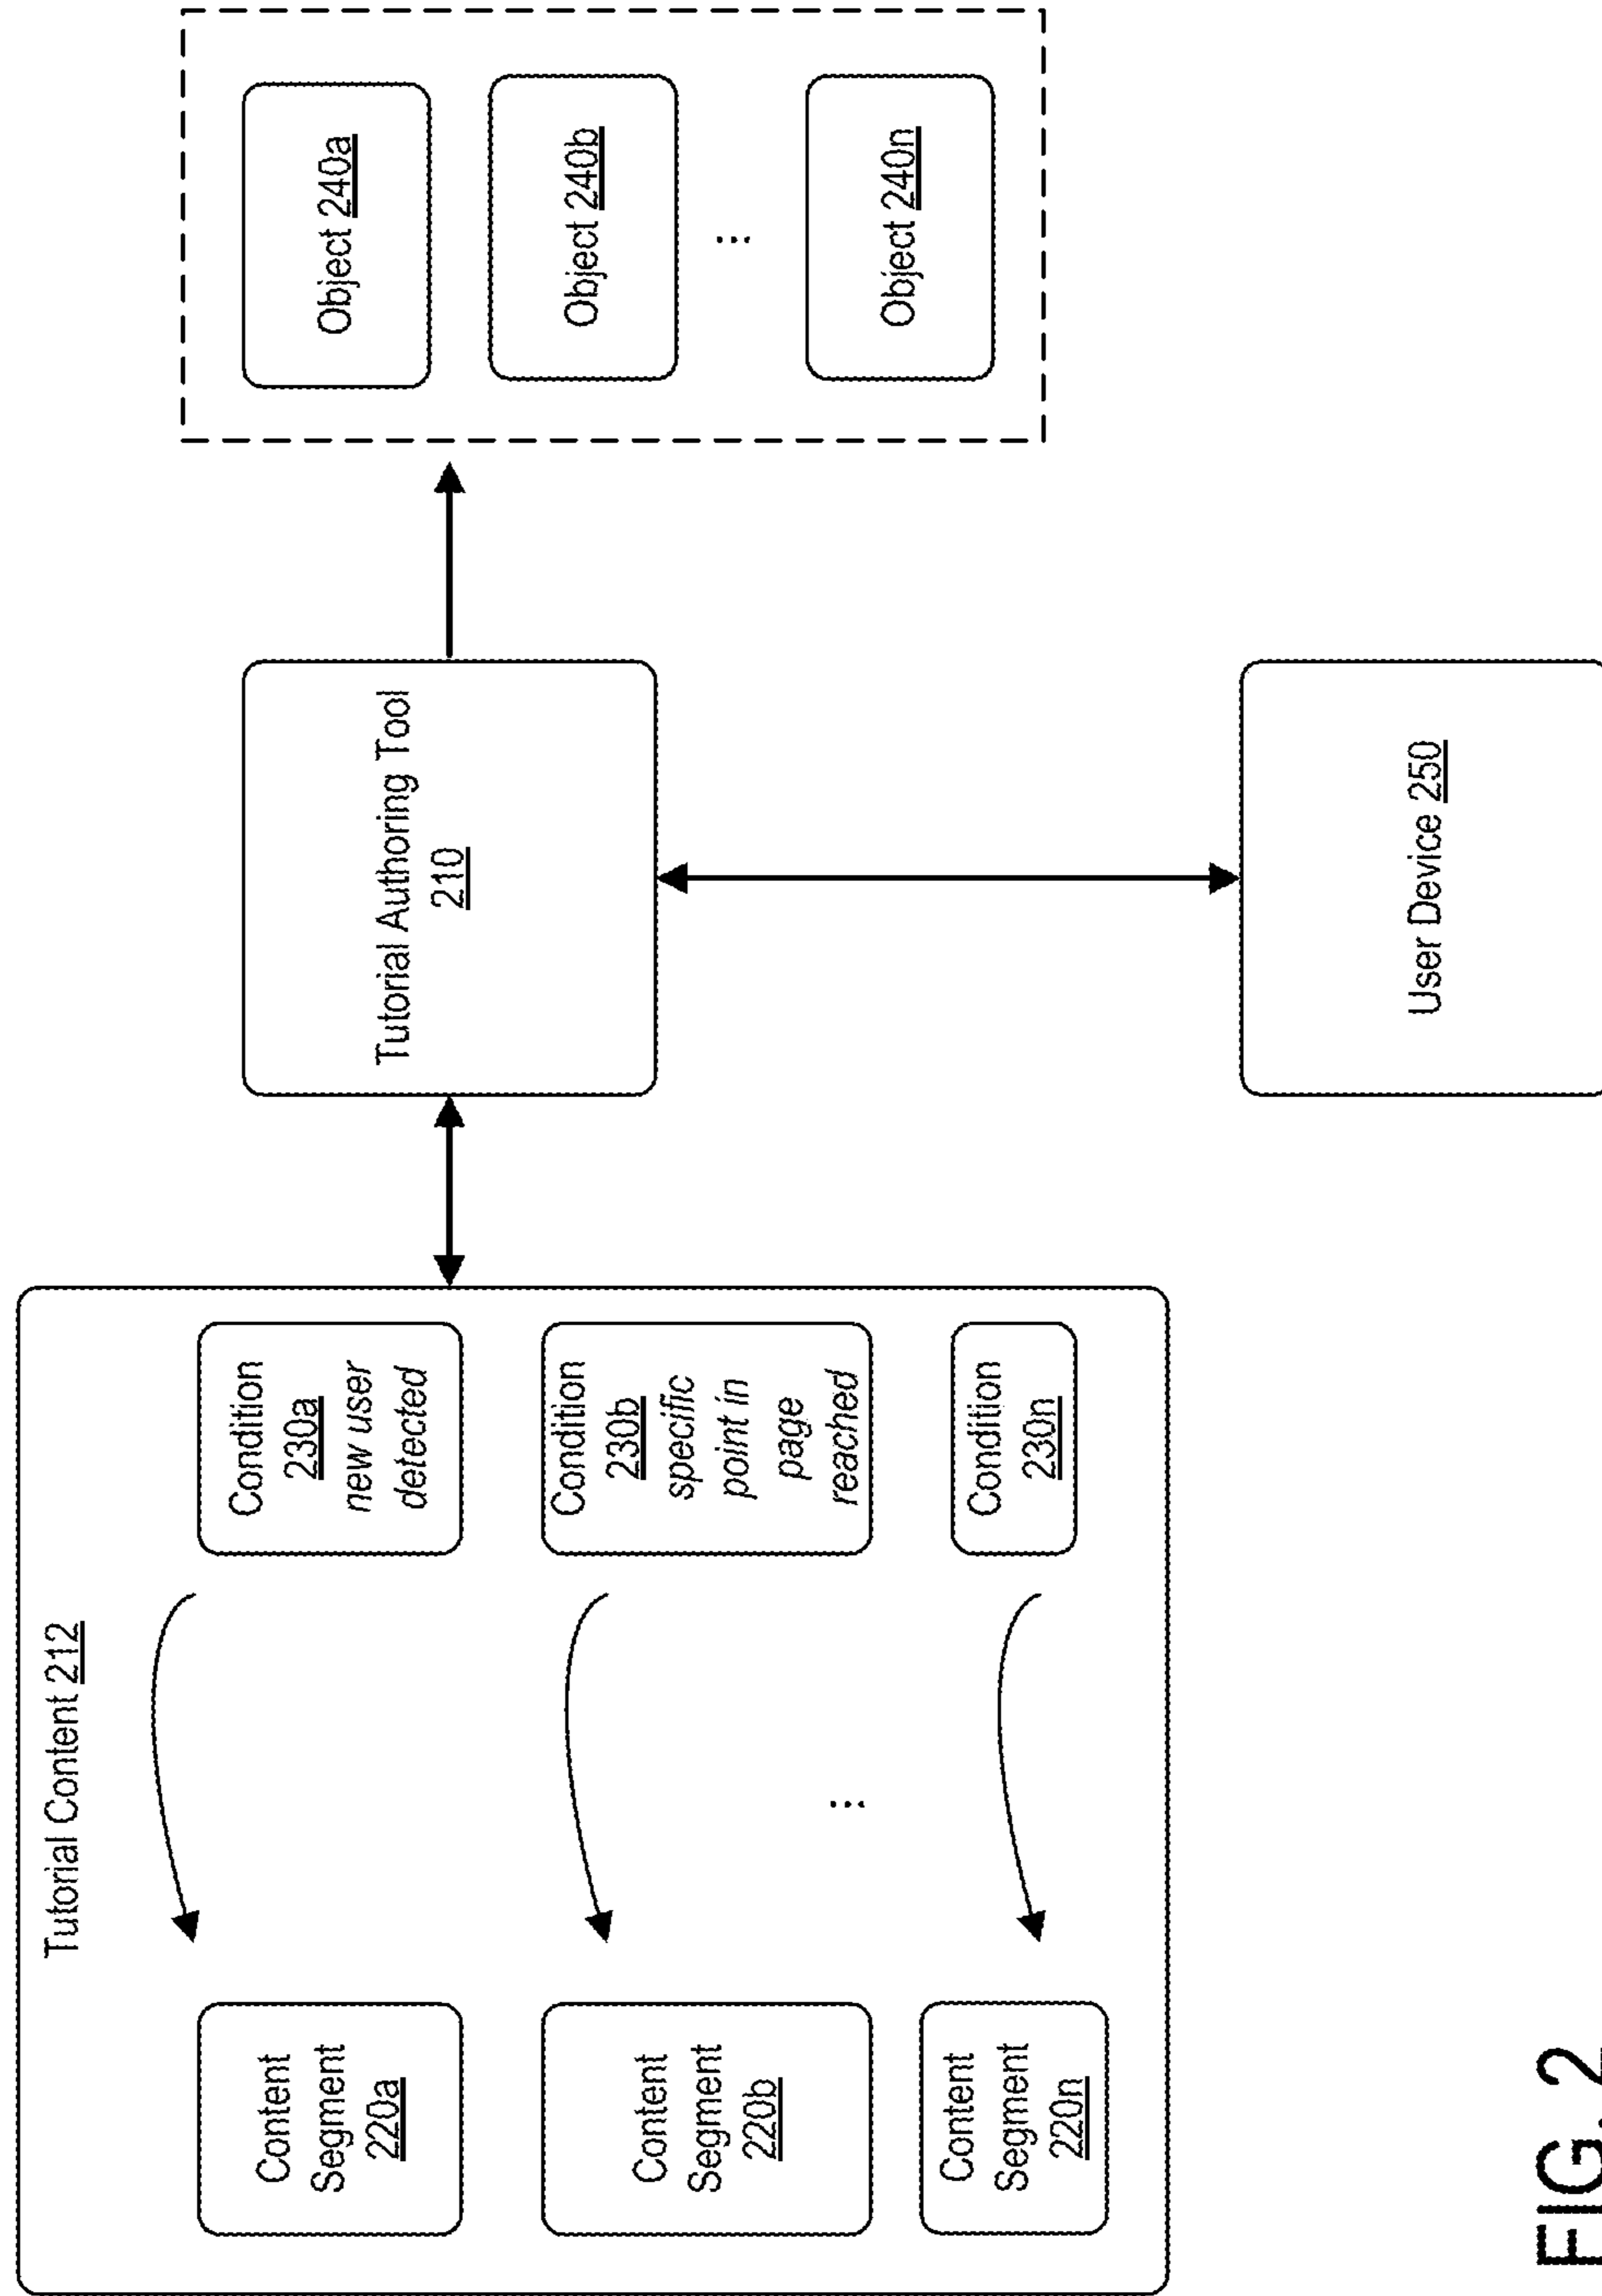 Tutorial Content 212
Content
Segment
220a
Condition
230a
new user
detected
Content
Segment
220b
Condition
230b
specific
point in
page
reached
...
Content
Segment
220n
Condition
230n
Tutorial Authoring Tool
210
Object 240a
Object 240b
...
Object 240n
User Device 250
FIG. 2